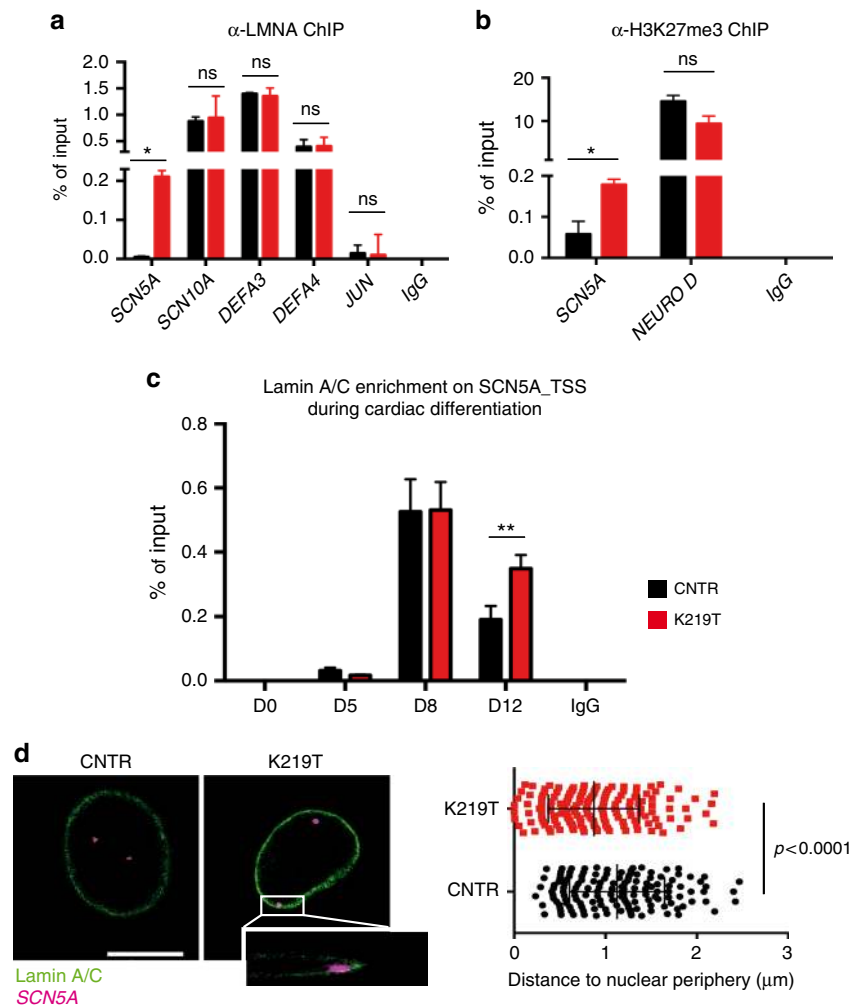 a
α-LMNA ChIP
% of input
2.0
1.5
1.0
0.5
0.2
0.1
0.0
*
ns
ns
ns
ns
SCN5A
SCN10A
DEFA3
DEFA4
JUN
IgG
b
α-H3K27me3 ChIP
% of input
20
10
0.2
0.1
0.0
*
ns
SCN5A
NEURO D
IgG
c
Lamin A/C enrichment on SCN5A_TSS
during cardiac differentiation
% of input
0.8
0.6
0.4
0.2
0.0
**
D0
D5
D8
D12
IgG
CNTR
K219T
d
CNTR
K219T
Lamin A/C
SCN5A
K219T
CNTR
p<0.0001
0
1
2
3
Distance to nuclear periphery (μm)